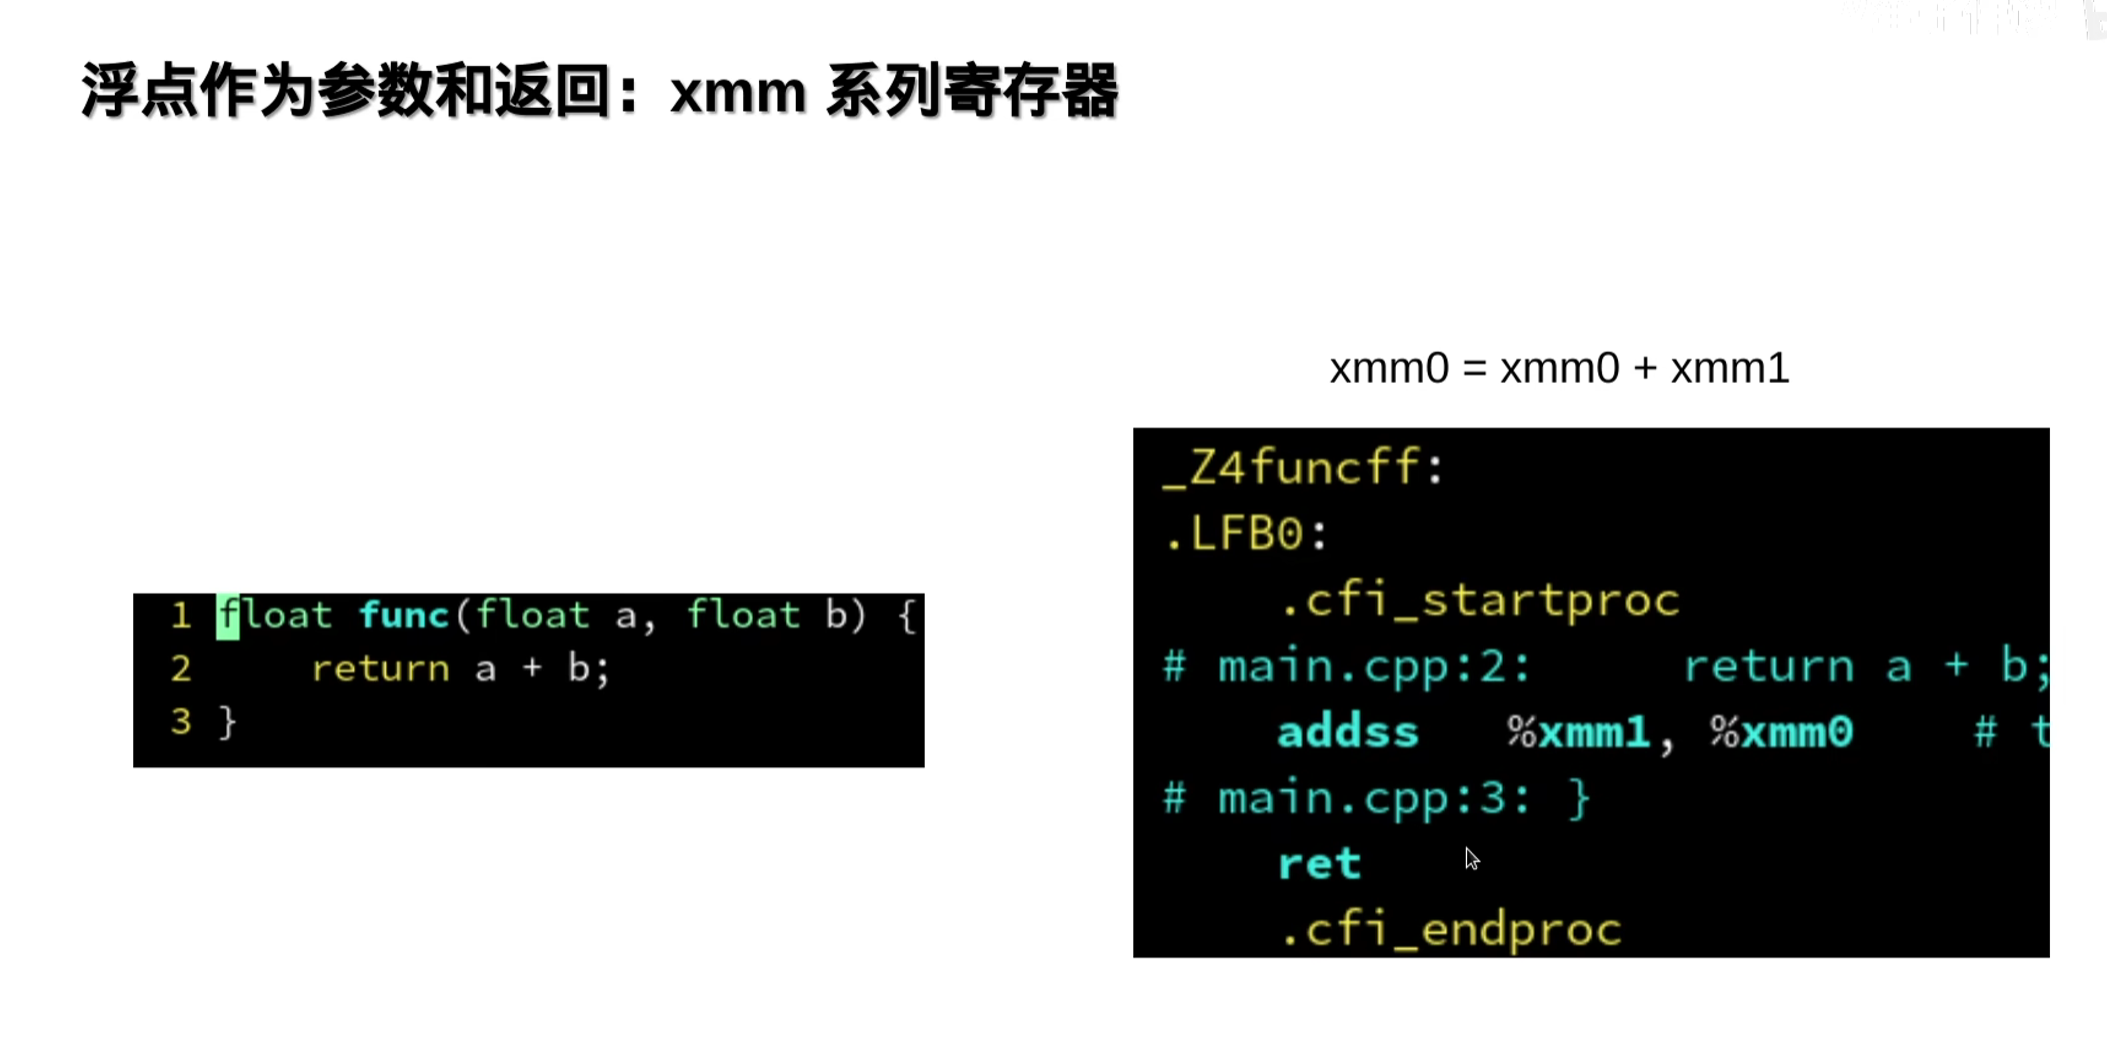 浮点作为参数和返回：xmm 系列寄存器
1 float func(float a, float b) {
2     return a + b;
3 }
xmm0 = xmm0 + xmm1
_Z4funcff:
.LFB0:
    .cfi_startproc
# main.cpp:2:     return a + b;
    addss   %xmm1, %xmm0    # t
# main.cpp:3: }
    ret
    .cfi_endproc